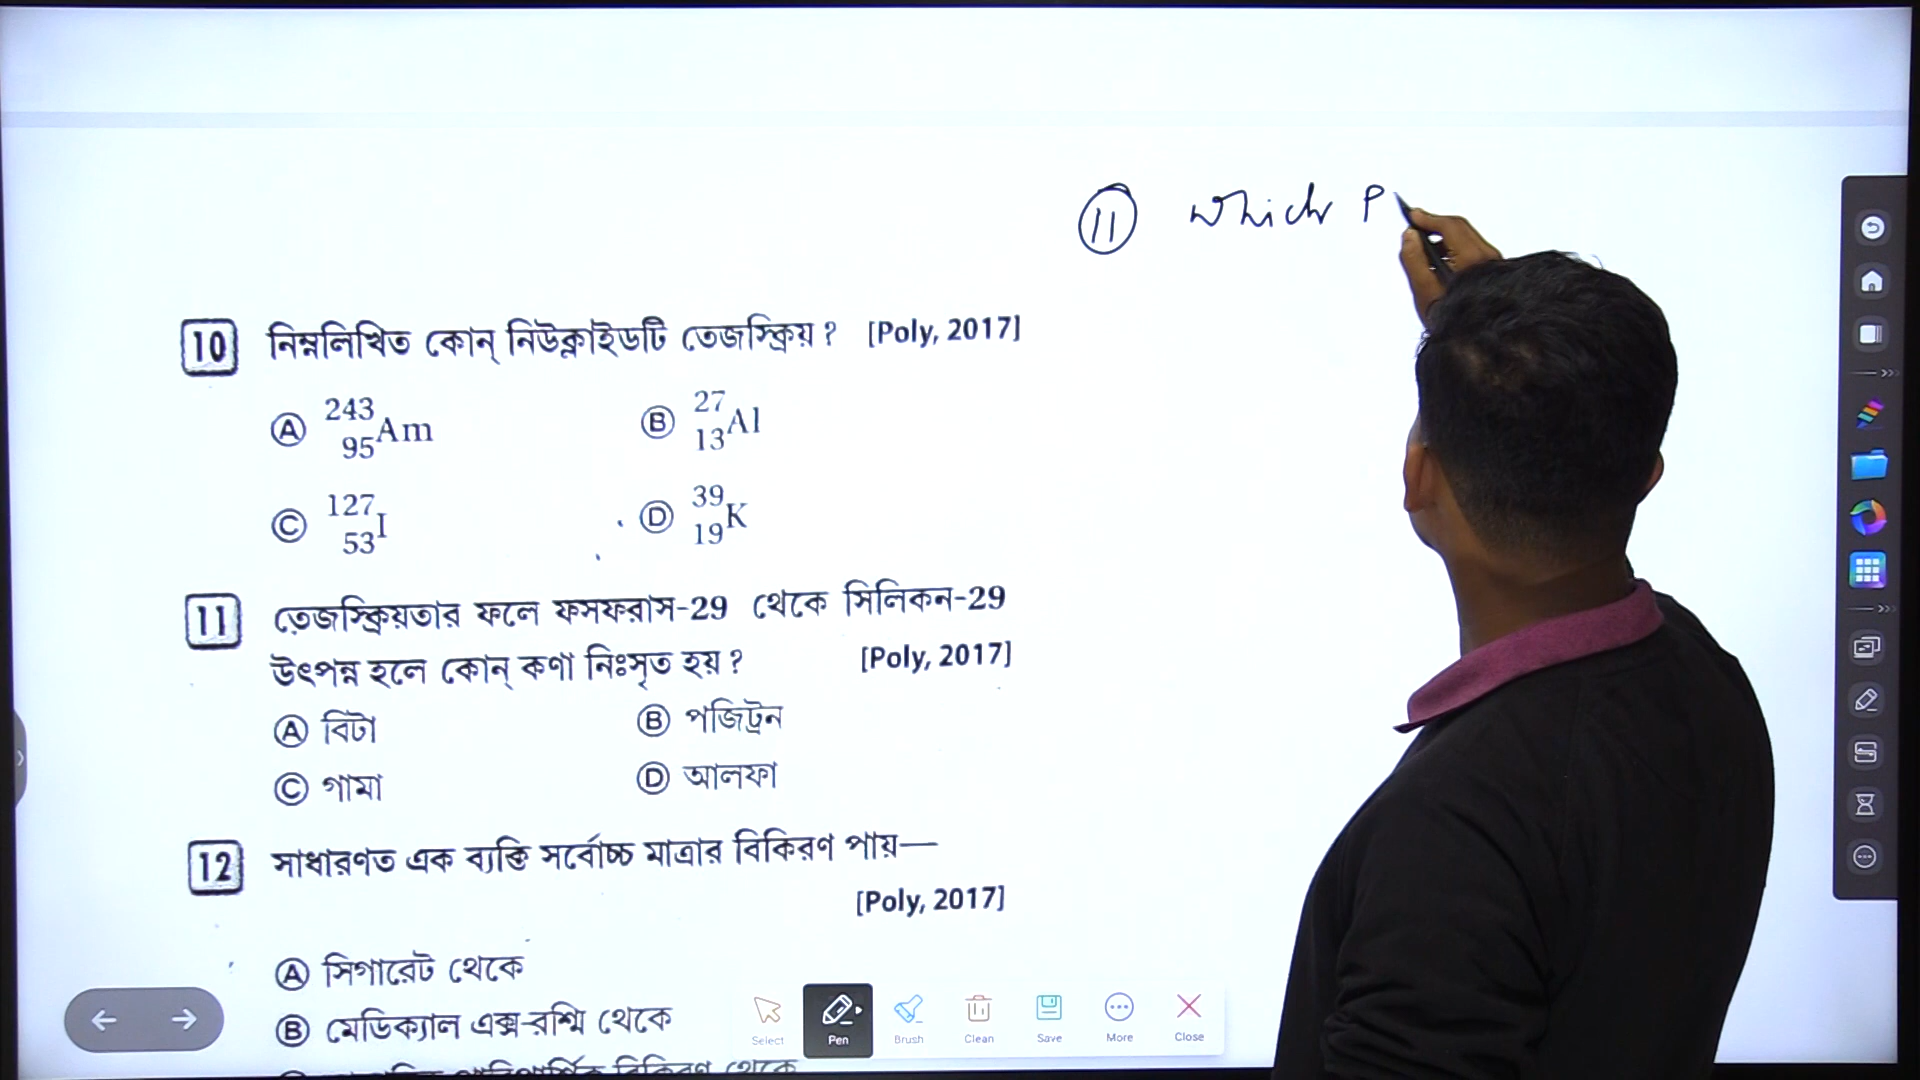 11 which P
10 নিম্নলিখিত কোন্ নিউক্লাইডটি তেজস্ক্রিয় ? [Poly, 2017]
A 243 95 Am B 27 13 Al
C 127 53 I D 39 19 K
11 তেজস্ক্রিয়তার ফলে ফসফরাস-29 থেকে সিলিকন-29
উৎপন্ন হলে কোন্ কণা নিঃসৃত হয় ? [Poly, 2017]
A বিটা B পজিট্রন
C গামা D আলফা
12 সাধারণত এক ব্যক্তি সর্বোচ্চ মাত্রার বিকিরণ পায়—
[Poly, 2017]
A সিগারেট থেকে
B মেডিক্যাল এক্স-রশ্মি থেকে
বিকিরণ থেকে
Select Pen Brush Clean Save More Close